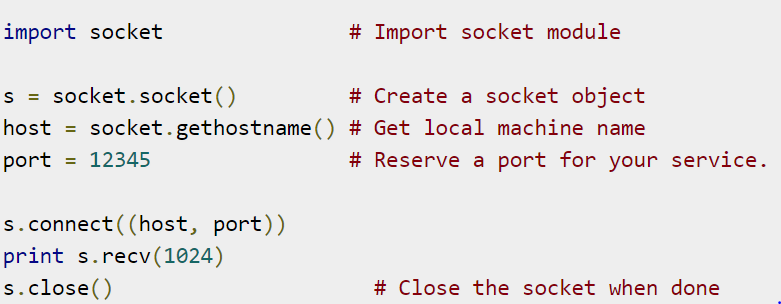 import socket # Import socket module
s = socket.socket() # Create a socket object
host = socket.gethostname() # Get local machine name
port = 12345 # Reserve a port for your service.
s.connect((host, port))
print s.recv(1024)
s.close() # Close the socket when done